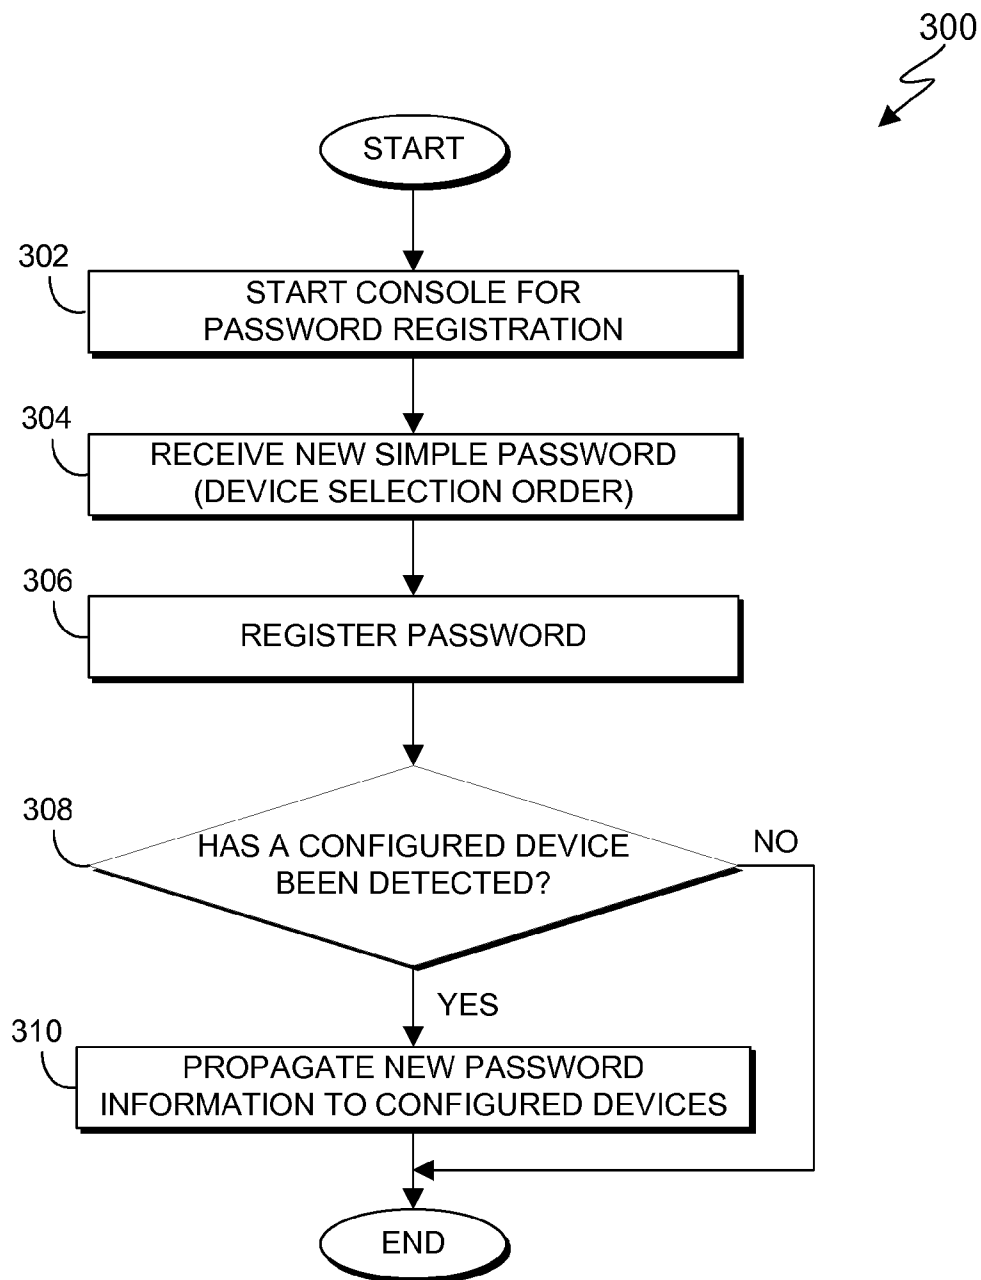 300
START
302
START CONSOLE FOR
PASSWORD REGISTRATION
304
RECEIVE NEW SIMPLE PASSWORD
(DEVICE SELECTION ORDER)
306
REGISTER PASSWORD
308
HAS A CONFIGURED DEVICE
BEEN DETECTED?
NO
YES
310
PROPAGATE NEW PASSWORD
INFORMATION TO CONFIGURED DEVICES
END